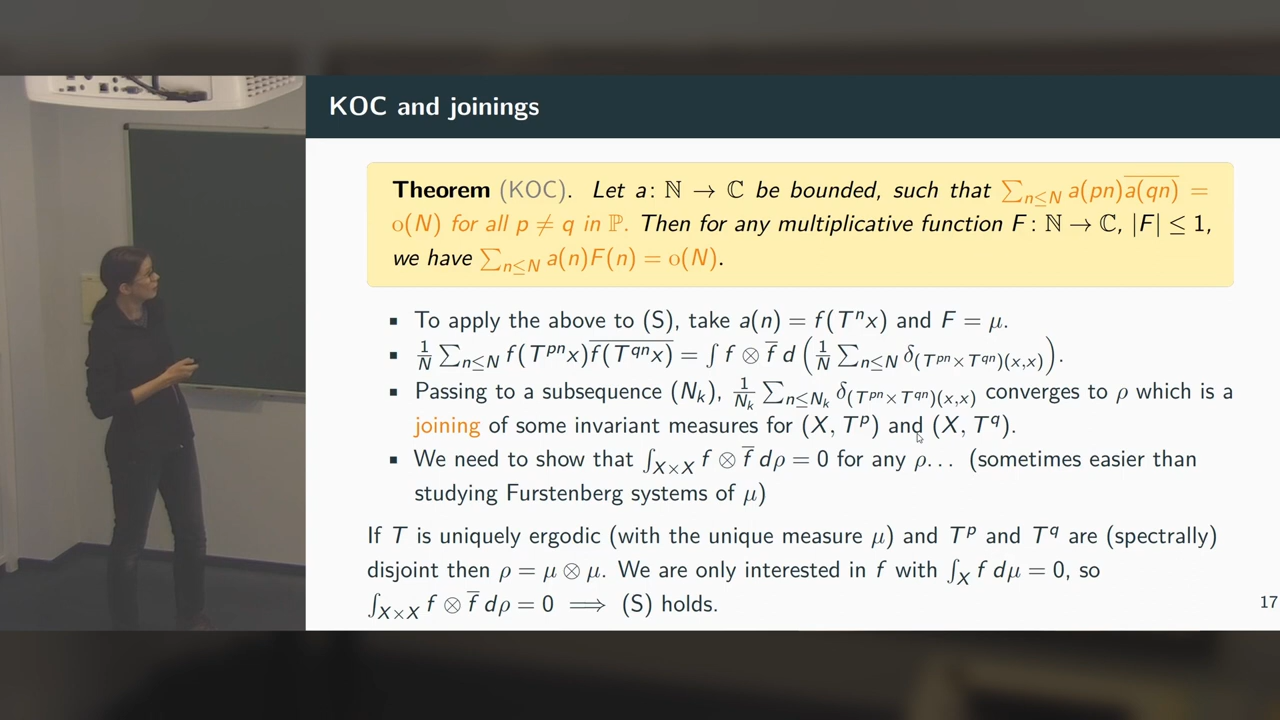 KOC and joinings
Theorem (KOC). Let a: ℕ → ℂ be bounded, such that ∑_{n≤N} a(pn)\overline{a(qn)} =
o(N) for all p ≠ q in ℙ. Then for any multiplicative function F: ℕ → ℂ, |F| ≤ 1,
we have ∑_{n≤N} a(n)F(n) = o(N).
▪ To apply the above to (S), take a(n) = f(Tⁿx) and F = μ.
▪ \frac{1}{N} ∑_{n≤N} f(T^{pn}x)\overline{f(T^{qn}x)} = ∫ f ⊗ \overline{f} d(\frac{1}{N} ∑_{n≤N} δ_{(T^{pn}×T^{qn})(x,x)}).
▪ Passing to a subsequence (N_k), \frac{1}{N_k} ∑_{n≤N_k} δ_{(T^{pn}×T^{qn})(x,x)} converges to ρ which is a
joining of some invariant measures for (X, T^p) and (X, T^q).
▪ We need to show that ∫_{X×X} f ⊗ \overline{f} dρ = 0 for any ρ... (sometimes easier than
studying Furstenberg systems of μ)
If T is uniquely ergodic (with the unique measure μ) and T^p and T^q are (spectrally)
disjoint then ρ = μ ⊗ μ. We are only interested in f with ∫_X f dμ = 0, so
∫_{X×X} f ⊗ \overline{f} dρ = 0 ⟹ (S) holds.
17